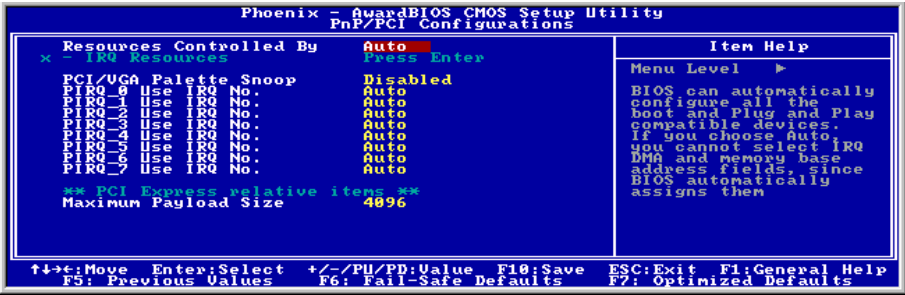 Phoenix - AwardBIOS CMOS Setup Utility
PnP/PCI Configurations
Resources Controlled By Auto
x - IRQ Resources Press Enter
PCI/VGA Palette Snoop Disabled
PIRQ_0 Use IRQ No. Auto
PIRQ_1 Use IRQ No. Auto
PIRQ_2 Use IRQ No. Auto
PIRQ_3 Use IRQ No. Auto
PIRQ_4 Use IRQ No. Auto
PIRQ_5 Use IRQ No. Auto
PIRQ_6 Use IRQ No. Auto
PIRQ_7 Use IRQ No. Auto
** PCI Express relative items **
Maximum Payload Size 4096
Item Help
Menu Level ►
BIOS can automatically
configure all the
boot and Plug and Play
compatible devices.
If you choose Auto,
you cannot select IRQ
DMA and memory base
address fields, since
BIOS automatically
assigns them
↑↓→←:Move Enter:Select +/-/PU/PD:Value F10:Save ESC:Exit F1:General Help
F5: Previous Values F6: Fail-Safe Defaults F7: Optimized Defaults